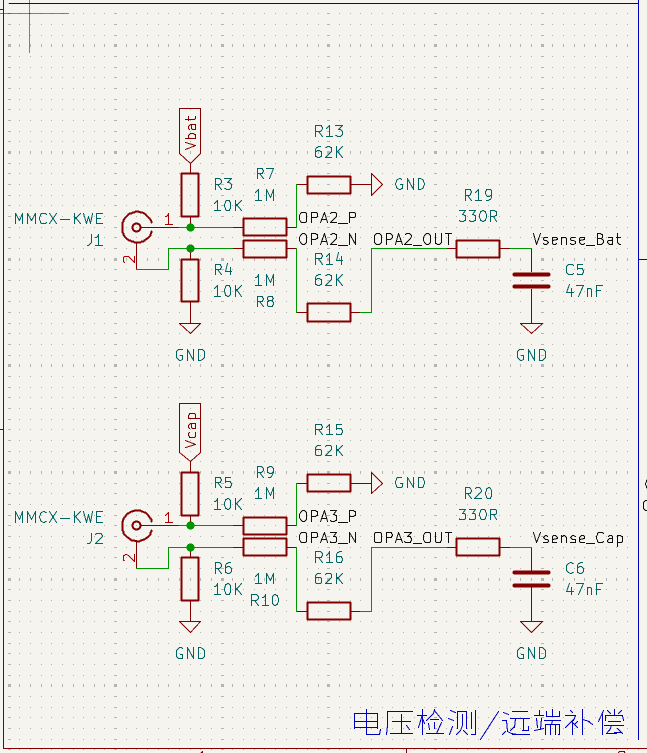 Vbat
R13
62K
GND
R3
10K
R7
1M
R19
330R
MMCX-KWE
J1
1
2
OPA2_P
OPA2_N
OPA2_OUT
Vsense_Bat
R14
62K
R4
10K
1M
R8
C5
47nF
GND
GND
Vcap
R15
62K
GND
R5
10K
R9
1M
R20
330R
MMCX-KWE
J2
1
2
OPA3_P
OPA3_N
OPA3_OUT
Vsense_Cap
R16
62K
R6
10K
1M
R10
C6
47nF
GND
GND
电压检测/远端补偿